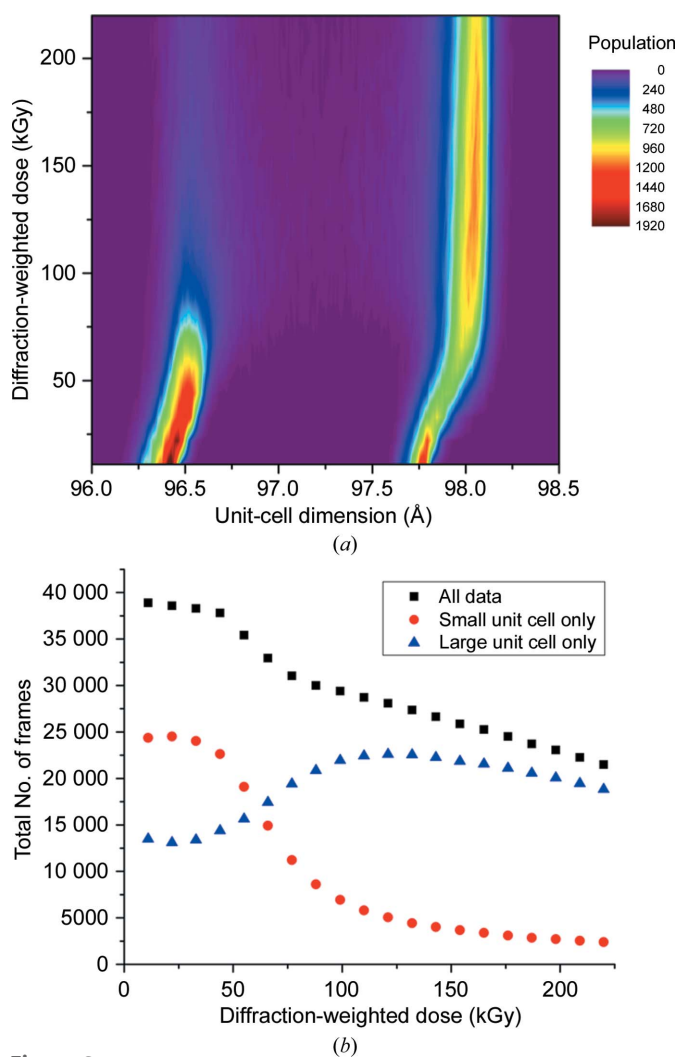 Population
0
240
480
720
960
1200
1440
1680
1920
200
150
100
50
Diffraction-weighted dose (kGy)
96.0 96.5 97.0 97.5 98.0 98.5
Unit-cell dimension (Å)
(a)
40 000
35 000
30 000
25 000
20 000
15 000
10 000
5000
0
Total No. of frames
All data
Small unit cell only
Large unit cell only
0 50 100 150 200
Diffraction-weighted dose (kGy)
(b)